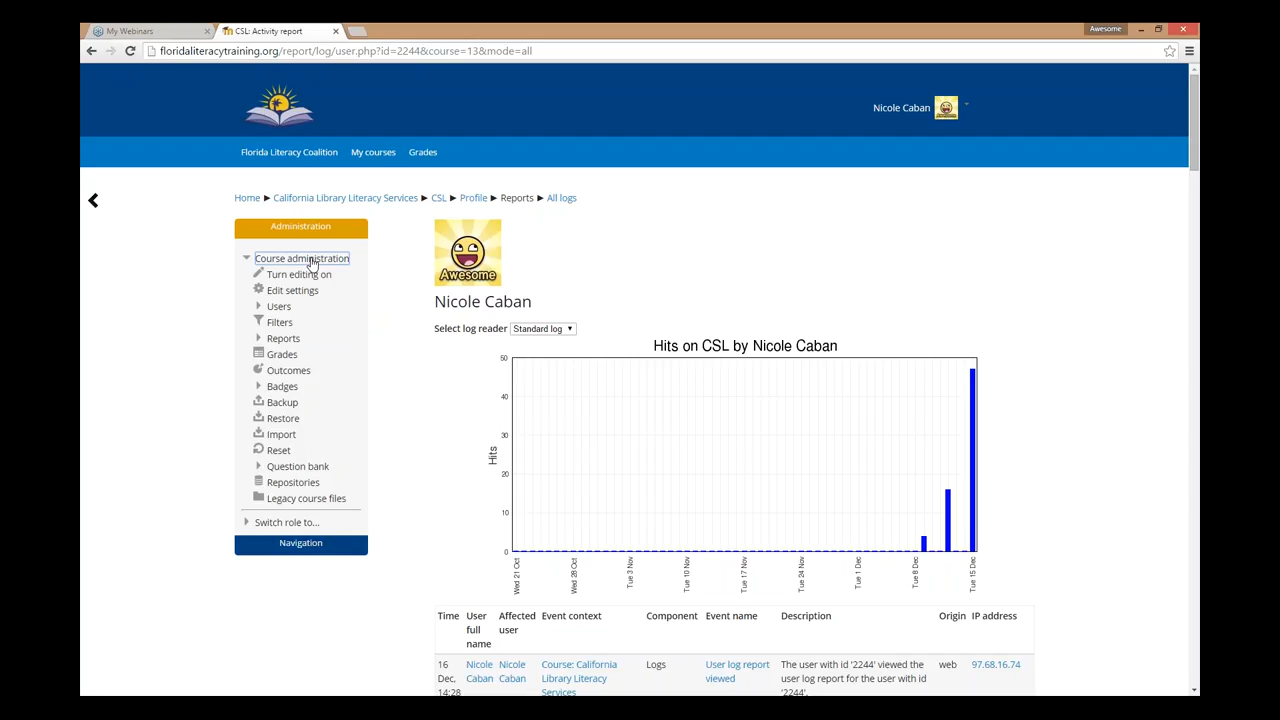 My Webinars
CSL: Activity report
Awesome
floridaliteracytraining.org/report/log/user.php?id=2244&course=13&mode=all
Nicole Caban
Florida Literacy Coalition My courses Grades
Home ► California Library Literacy Services ► CSL ► Profile ► Reports ► All logs
Administration
Course administration
Turn editing on
Edit settings
Users
Filters
Reports
Grades
Outcomes
Badges
Backup
Restore
Import
Reset
Question bank
Repositories
Legacy course files
Switch role to...
Navigation
Awesome
Nicole Caban
Select log reader Standard log
Hits on CSL by Nicole Caban
50
40
30
20
10
0
Hits
Wed 21 Oct
Wed 28 Oct
Tue 3 Nov
Tue 10 Nov
Tue 17 Nov
Tue 24 Nov
Tue 1 Dec
Tue 8 Dec
Tue 15 Dec
Time User full name Affected user Event context Component Event name Description Origin IP address
16 Nicole Nicole Course: California Logs User log report The user with id '2244' viewed the web 97.68.16.74
Dec, Caban Caban Library Literacy viewed user log report for the user with id
14:28 Services '2244'.